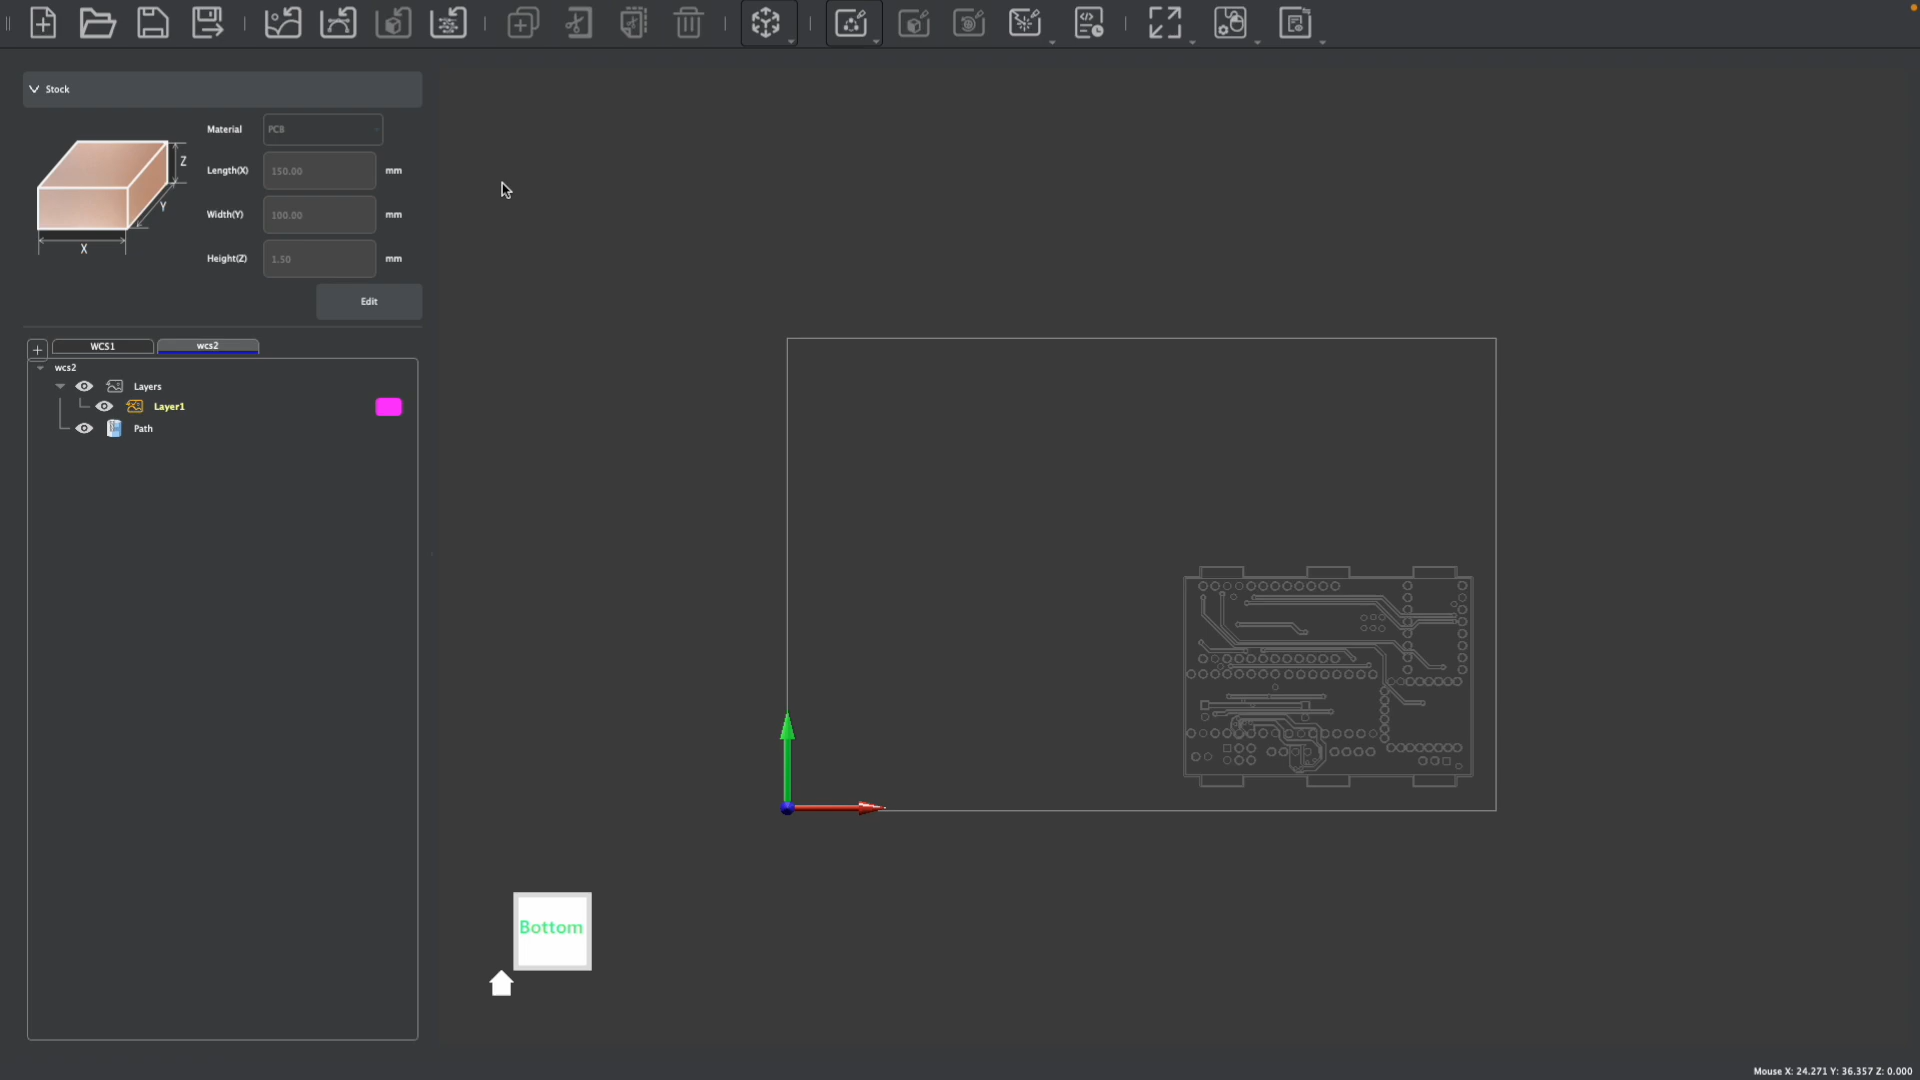 Stock
Material PCB
Z
Length(X) 150.00 mm
Y
Width(Y) 100.00 mm
X
Height(Z) 1.50 mm
Edit
+ WCS1 wcs2
wcs2
Layers
Layer1
Path
Bottom
Mouse X: 24.271 Y: 36.357 Z: 0.000